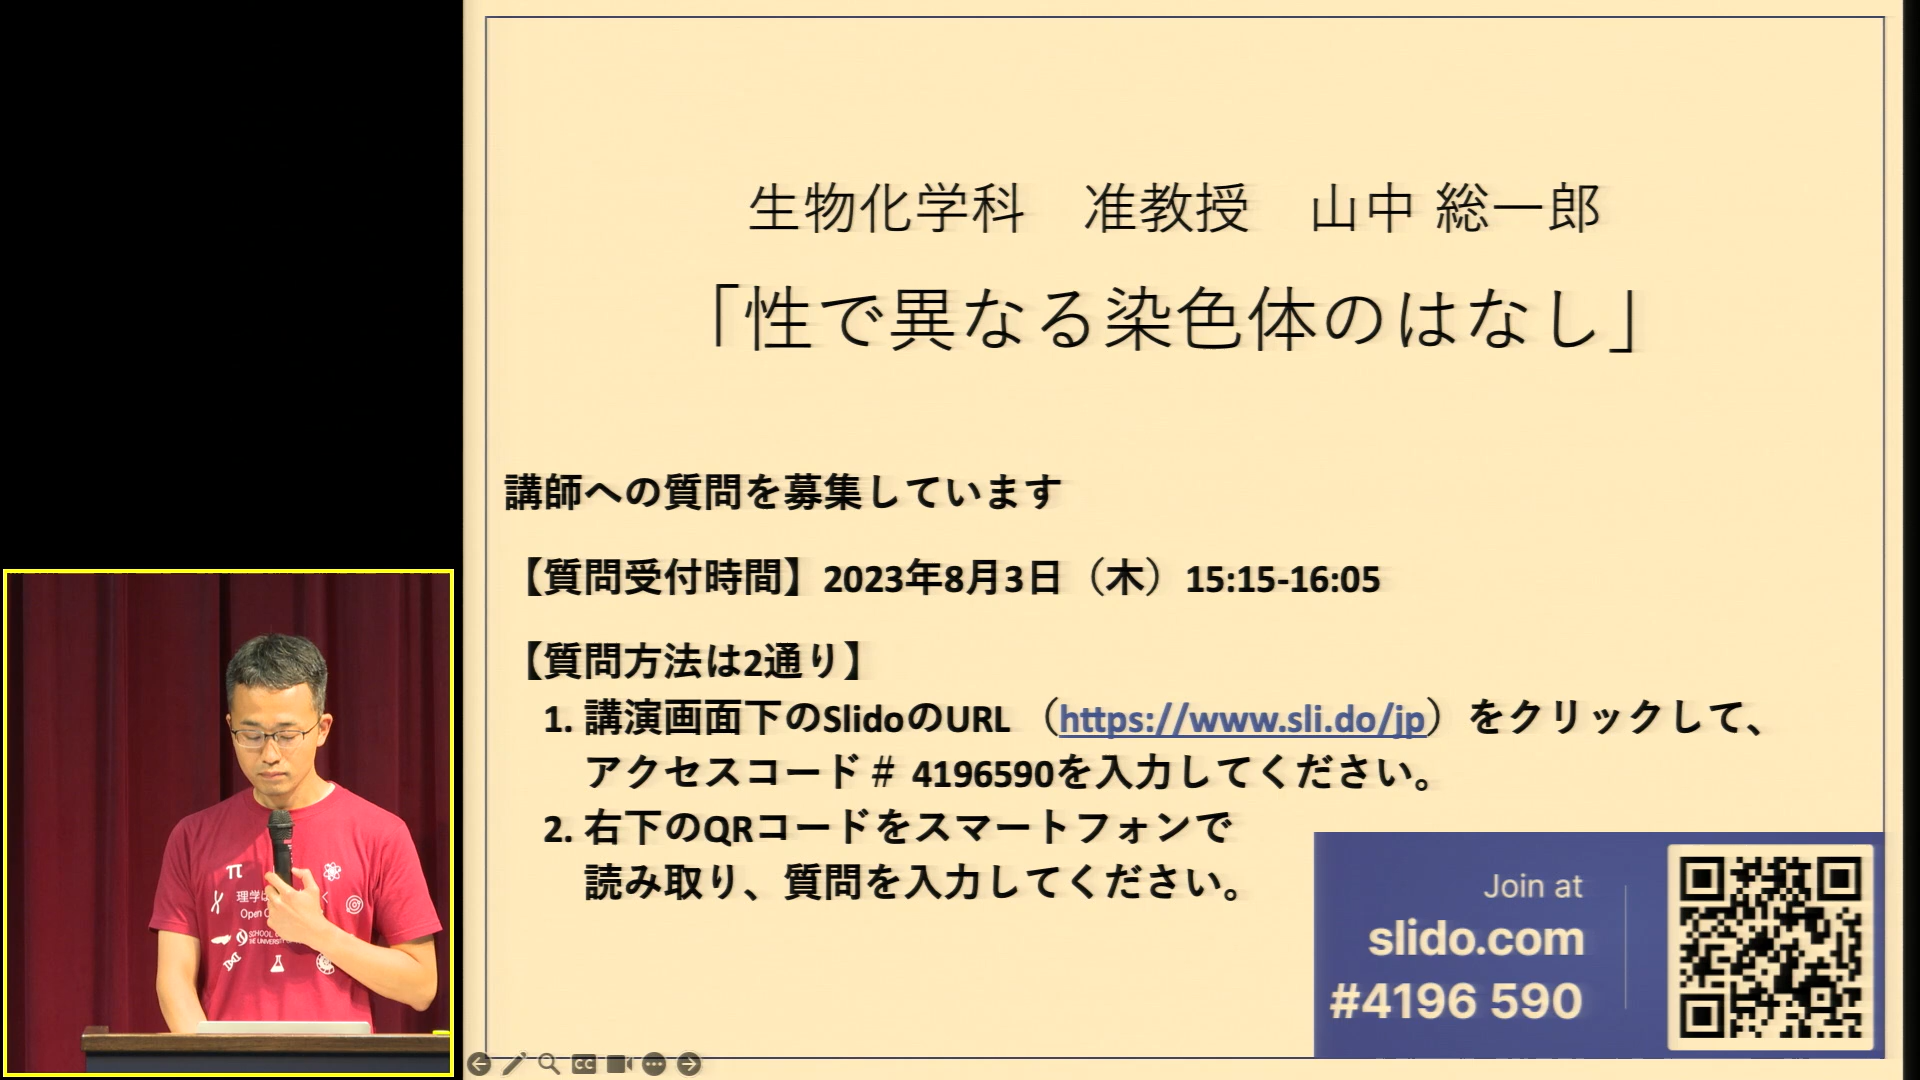 生物化学科　准教授　山中 総一郎
「性で異なる染色体のはなし」
講師への質問を募集しています
【質問受付時間】2023年8月3日（木）15:15-16:05
【質問方法は2通り】
1. 講演画面下のSlidoのURL（https://www.sli.do/jp）をクリックして、
アクセスコード＃4196590を入力してください。
2. 右下のQRコードをスマートフォンで
読み取り、質問を入力してください。
Join at
slido.com
#4196 590
CC
π
理学は
Open
SCHOOL